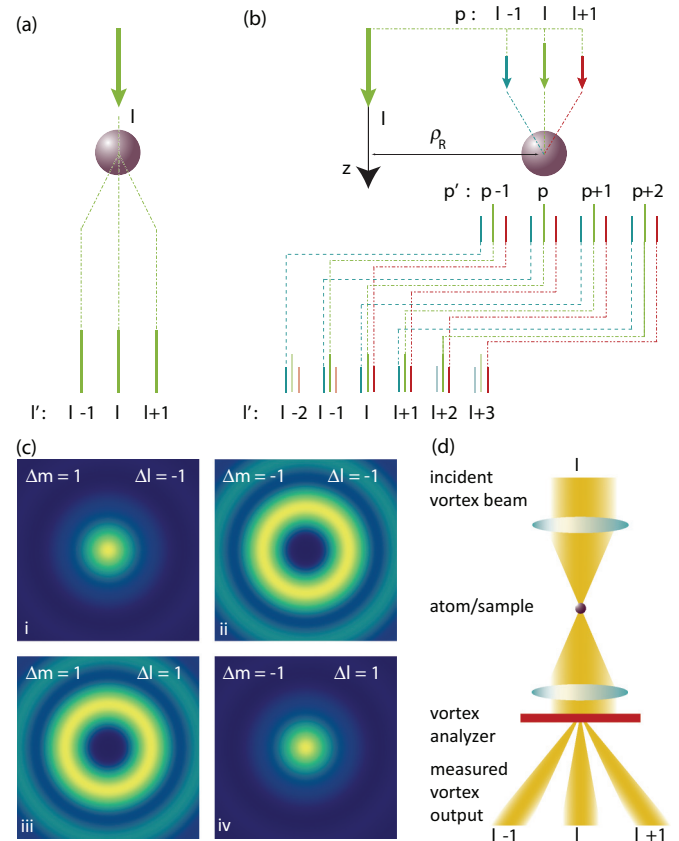 (a)
l
l': l -1 l l+1
(b)
p : l -1 l l+1
l
ρR
z
p' : p -1 p p+1 p+2
l': l -2 l -1 l l+1 l+2 l+3
(c)
Δm = 1 Δl = -1
i
Δm = -1 Δl = -1
ii
Δm = 1 Δl = 1
iii
Δm = -1 Δl = 1
iv
(d)
l
incident
vortex beam
atom/sample
vortex
analyzer
measured
vortex
output
l -1 l l +1